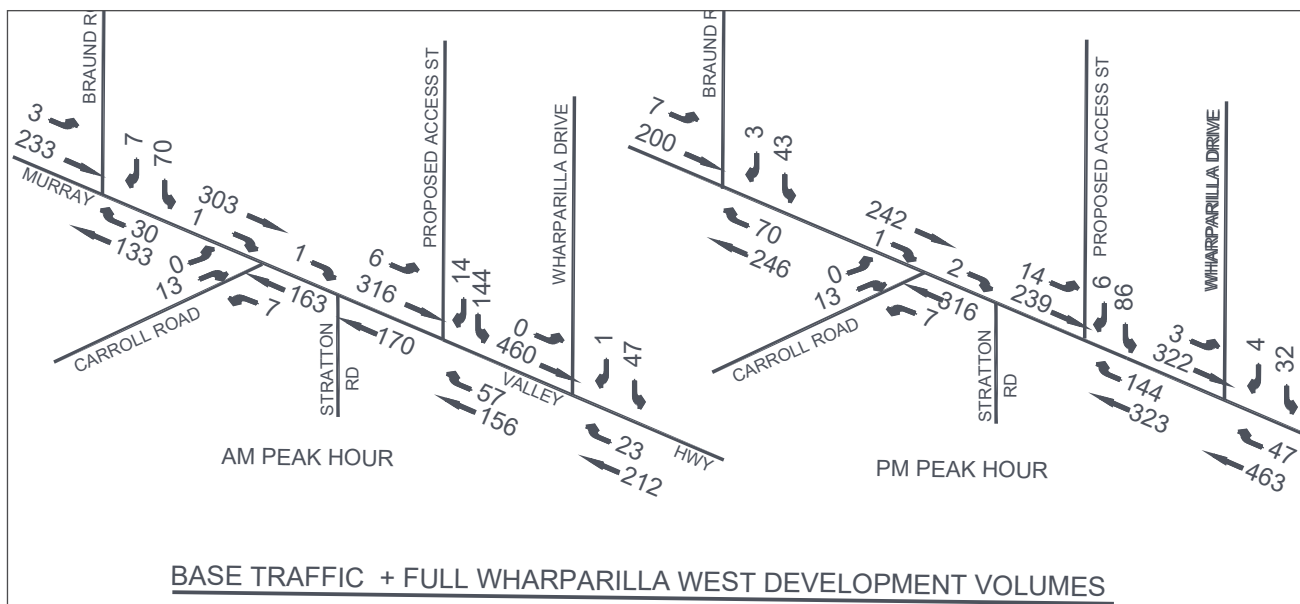 BRAUND
3
233
7
70
MURRAY
30
133
1
303
0
13
CARROLL ROAD
163
7
1
STRATTON
RD
170
6
316
PROPOSED ACCESS ST
14
144
57
156
0
460
VALLEY
WHARPARILLA DRIVE
1
47
23
212
HWY
AM PEAK HOUR
BRAUND
7
200
3
43
70
246
242
1
0
13
CARROLL ROAD
316
7
2
STRATTON
RD
14
239
PROPOSED ACCESS ST
6
86
144
323
3
322
WHARPARILLA DRIVE
4
32
47
463
PM PEAK HOUR
BASE TRAFFIC + FULL WHARPARILLA WEST DEVELOPMENT VOLUMES